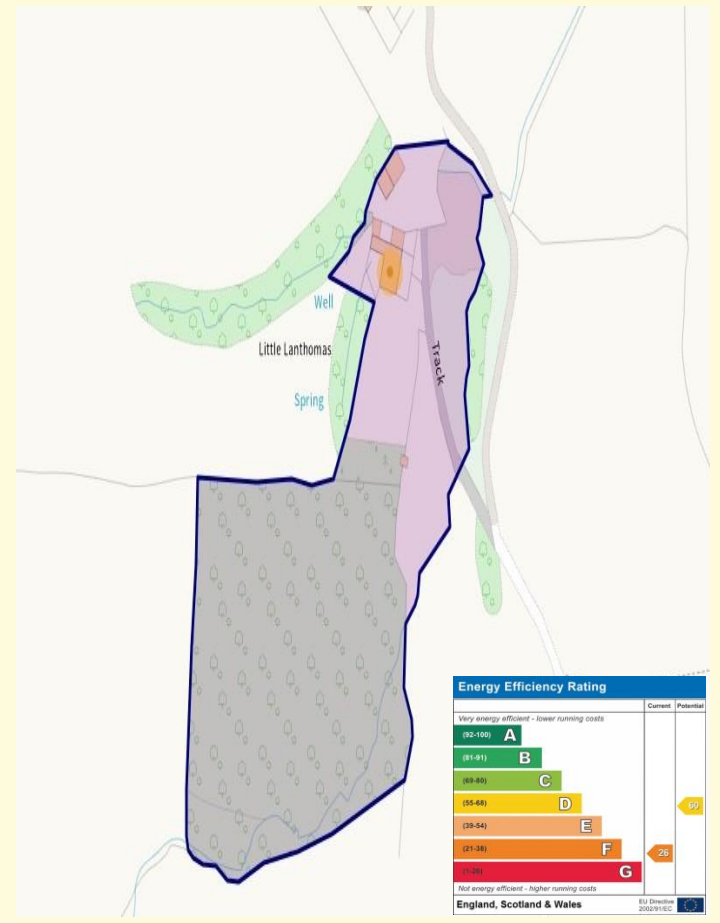 Well
Little Lanthomas
Spring
Track
Energy Efficiency Rating
Current Potential
Very energy efficient - lower running costs
(92-100) A
(81-91) B
(69-80) C
(55-68) D
60
(39-54) E
(21-38) F
26
(1-20) G
Not energy efficient - higher running costs
England, Scotland & Wales
EU Directive
2002/91/EC